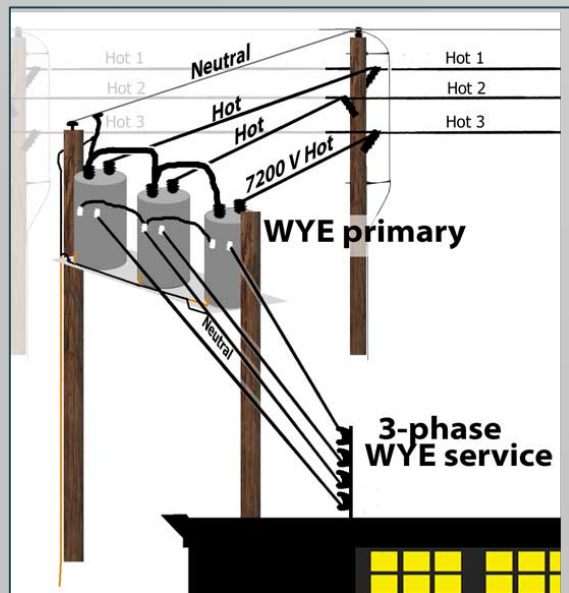 Neutral
Hot 1
Hot 1
Hot 2
Hot
Hot 2
Hot 3
Hot
Hot 3
7200 V Hot
WYE primary
Neutral
3-phase
WYE service